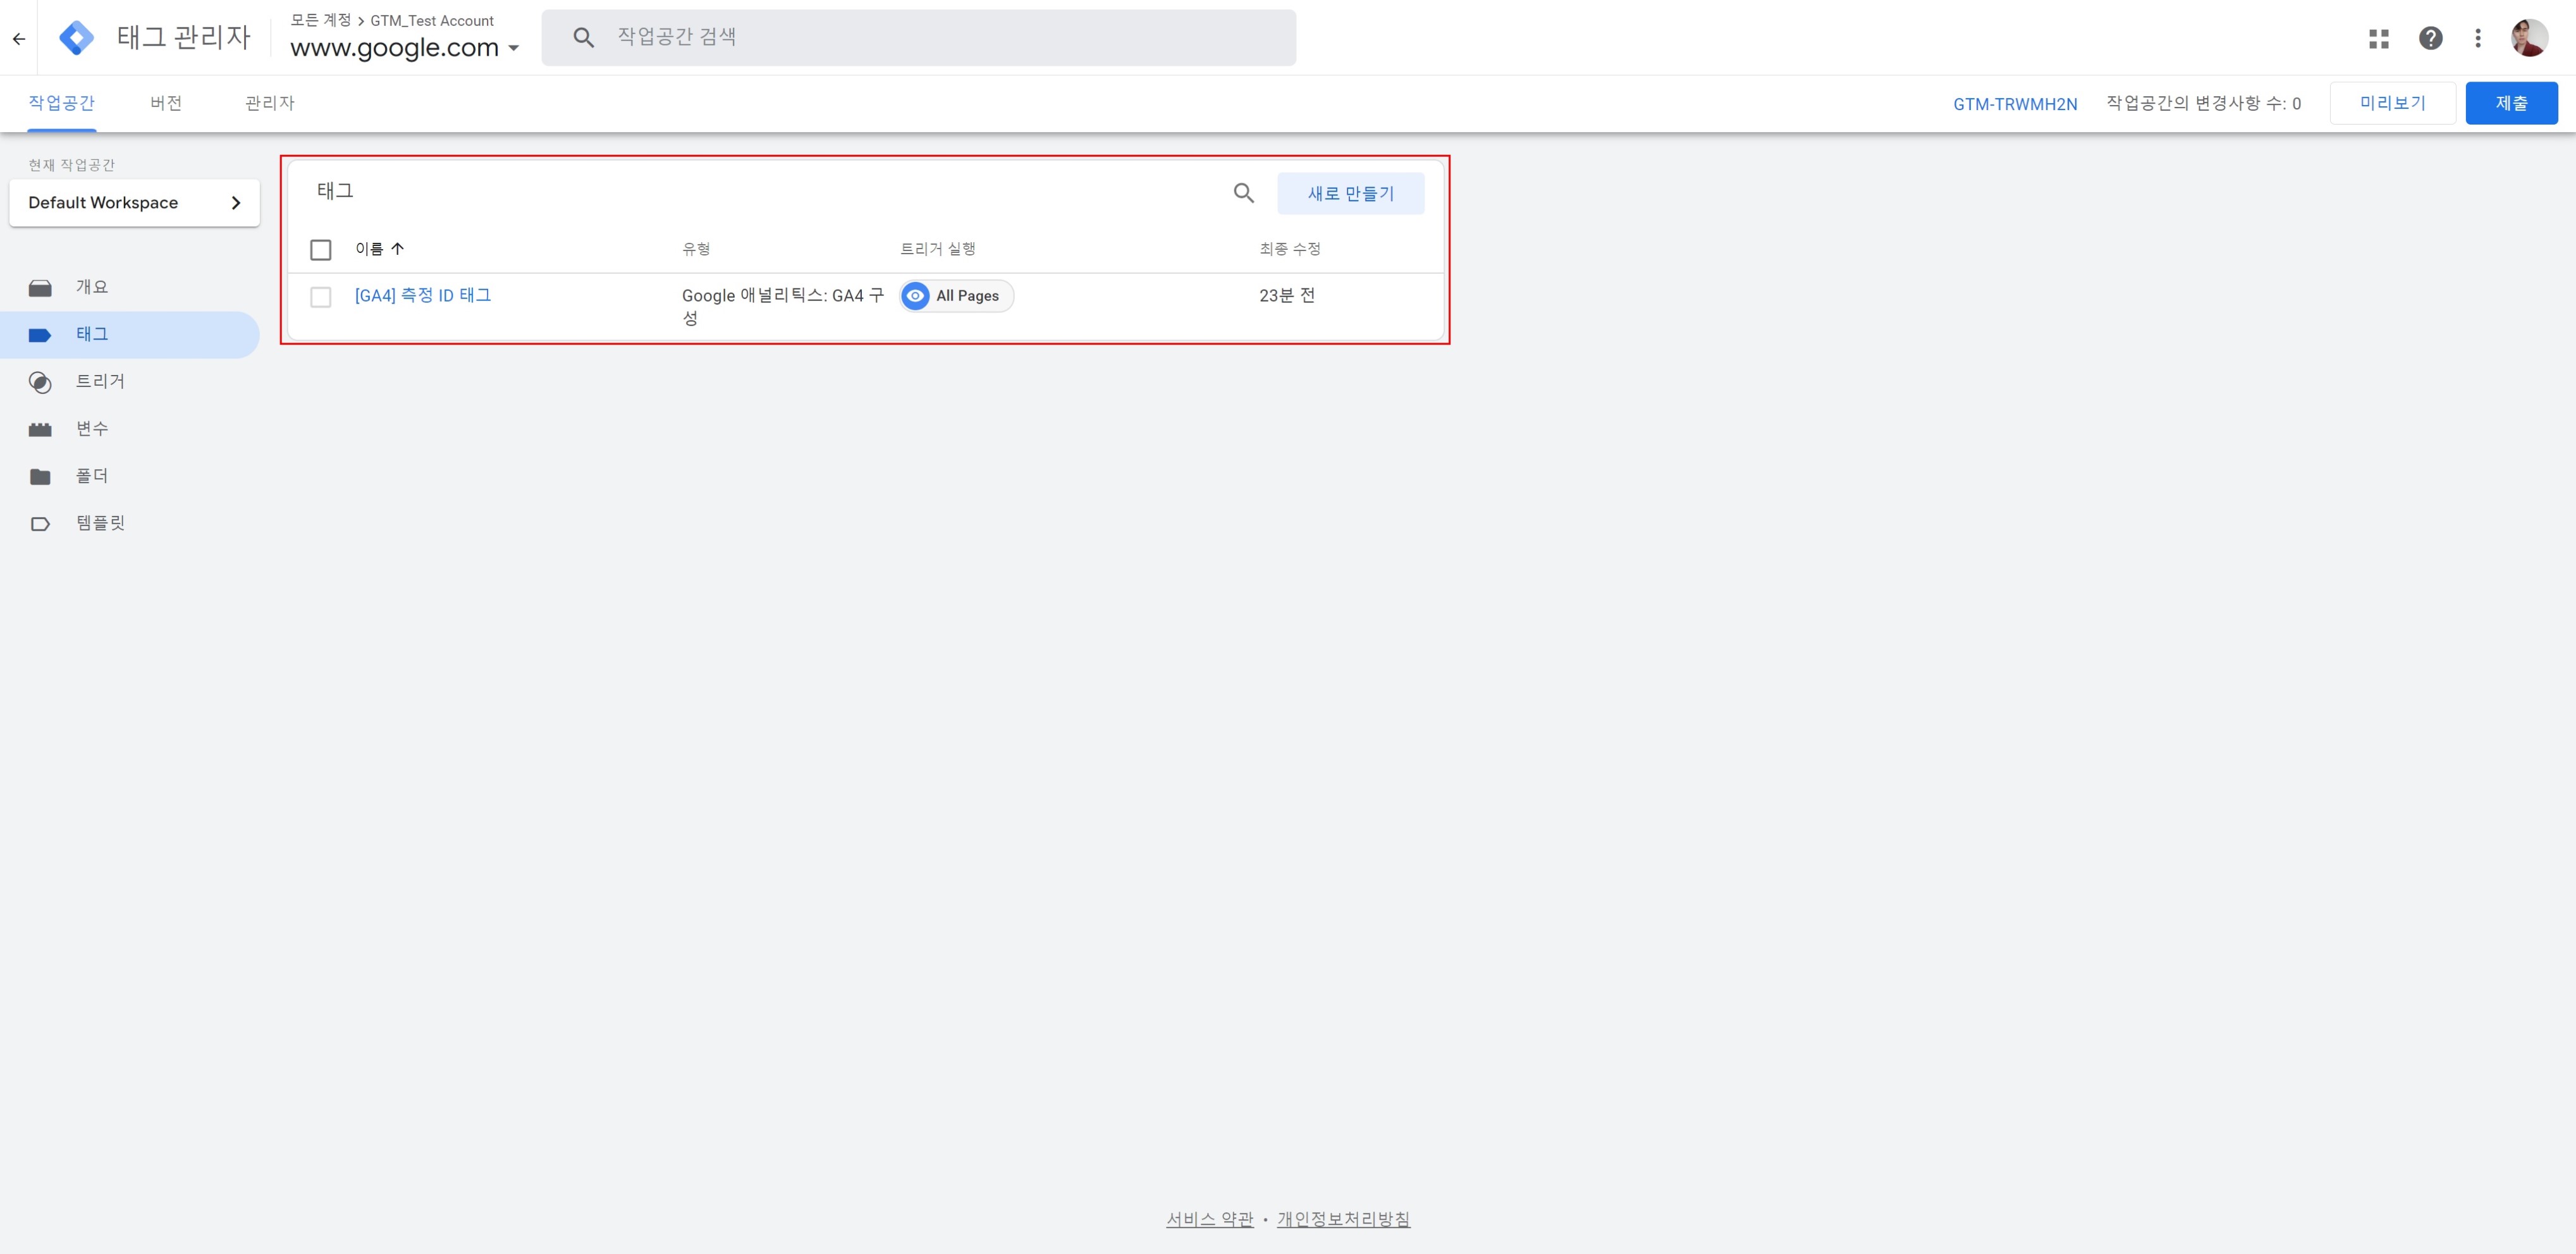 태그 관리자
모든 계정 > GTM_Test Account
www.google.com
작업공간 검색
작업공간
버전
관리자
GTM-TRWMH2N
작업공간의 변경사항 수: 0
미리보기
제출
현재 작업공간
Default Workspace
개요
태그
트리거
변수
폴더
템플릿
태그
새로 만들기
이름
유형
트리거 실행
최종 수정
[GA4] 측정 ID 태그
Google 애널리틱스: GA4 구
성
All Pages
23분 전
서비스 약관 • 개인정보처리방침